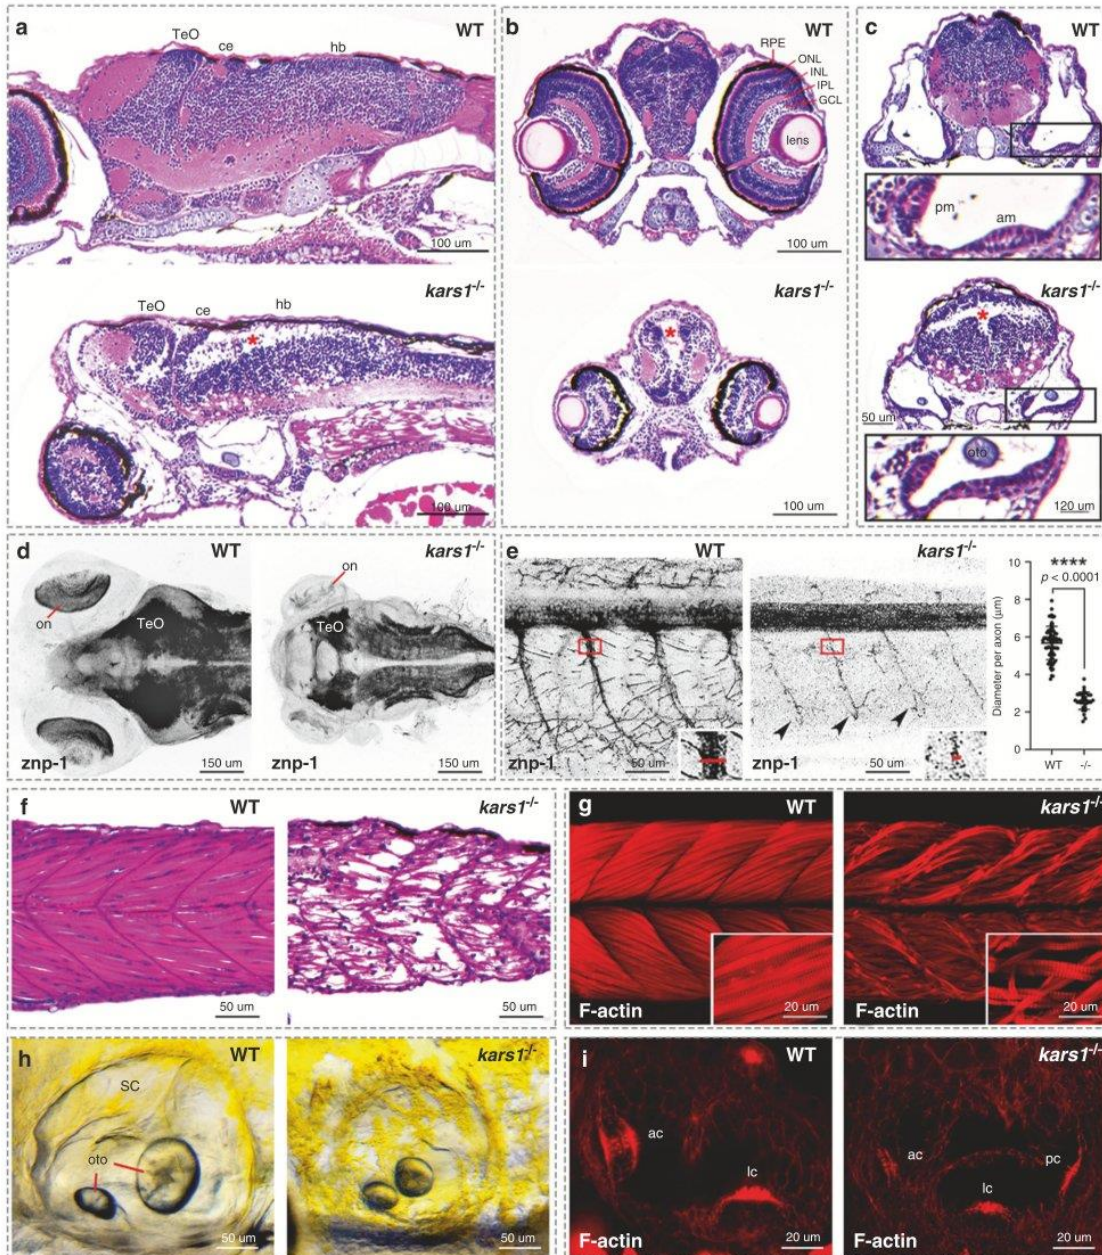 a
TeO
ce
hb
WT
100 um
TeO
ce
hb
kars1-/-
*
100 um
b
WT
RPE
ONL
INL
IPL
GCL
lens
100 um
kars1-/-
*
100 um
c
WT
pm
am
kars1-/-
*
50 um
oto
120 um
d
WT
on
TeO
znp-1
150 um
kars1-/-
on
TeO
150 um
e
WT
znp-1
50 um
kars1-/-
znp-1
50 um
****
p < 0.0001
Diameter per axon (µm)
10
8
6
4
2
0
WT
-/-
f
WT
50 um
kars1-/-
50 um
g
WT
F-actin
20 um
kars1-/-
F-actin
20 um
h
WT
SC
oto
50 um
kars1-/-
50 um
i
WT
ac
lc
F-actin
20 um
kars1-/-
ac
pc
lc
F-actin
20 um